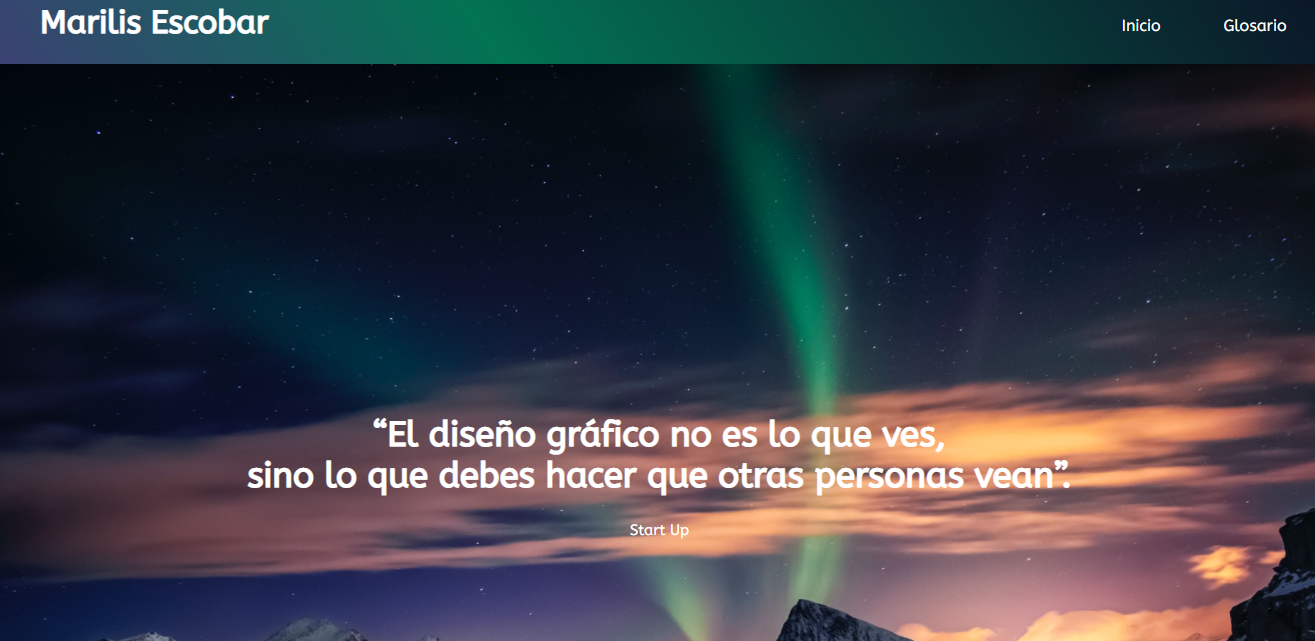 Marilis Escobar
Inicio
Glosario
“El diseño gráfico no es lo que ves,
sino lo que debes hacer que otras personas vean”.
Start Up